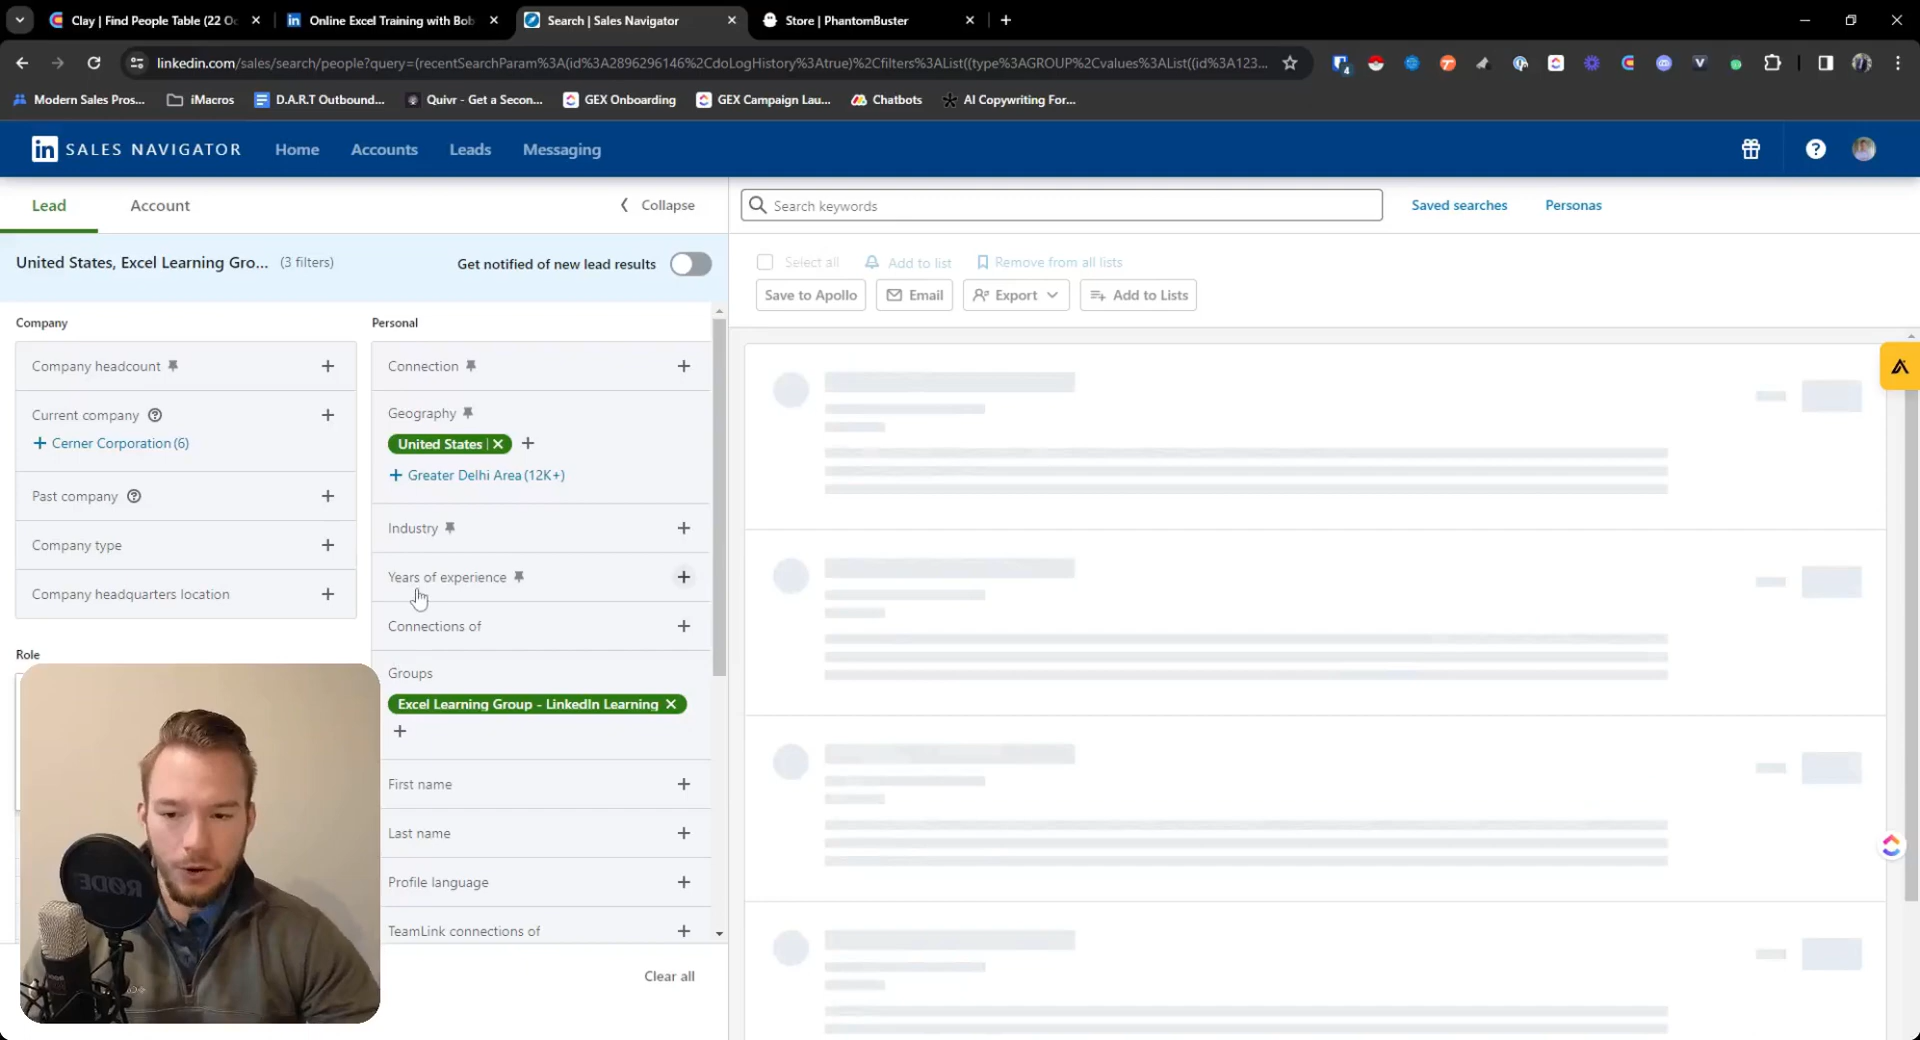 Clay | Find People Table (22 Oc
Online Excel Training with Bob
Search | Sales Navigator
Store | PhantomBuster
linkedin.com/sales/search/people?query=(recentSearchParam%3A(id%3A2896296146%2CdoLogHistory%3Atrue)%2Cfilters%3AList((type%3AGROUP%2Cvalues%3AList((id%3A123...
4
Modern Sales Pros...
iMacros
D.A.R.T Outbound...
Quivr - Get a Secon...
GEX Onboarding
GEX Campaign Lau...
Chatbots
AI Copywriting For...
in SALES NAVIGATOR
Home
Accounts
Leads
Messaging
Lead
Account
Collapse
Search keywords
Saved searches
Personas
United States, Excel Learning Gro... (3 filters)
Get notified of new lead results
Select all
Add to list
Remove from all lists
Save to Apollo
Email
Export
Add to Lists
Company
Company headcount
Current company
Cerner Corporation (6)
Past company
Company type
Company headquarters location
Role
Personal
Connection
Geography
United States
Greater Delhi Area (12K+)
Industry
Years of experience
Connections of
Groups
Excel Learning Group - LinkedIn Learning
First name
Last name
Profile language
TeamLink connections of
Clear all
RØDE